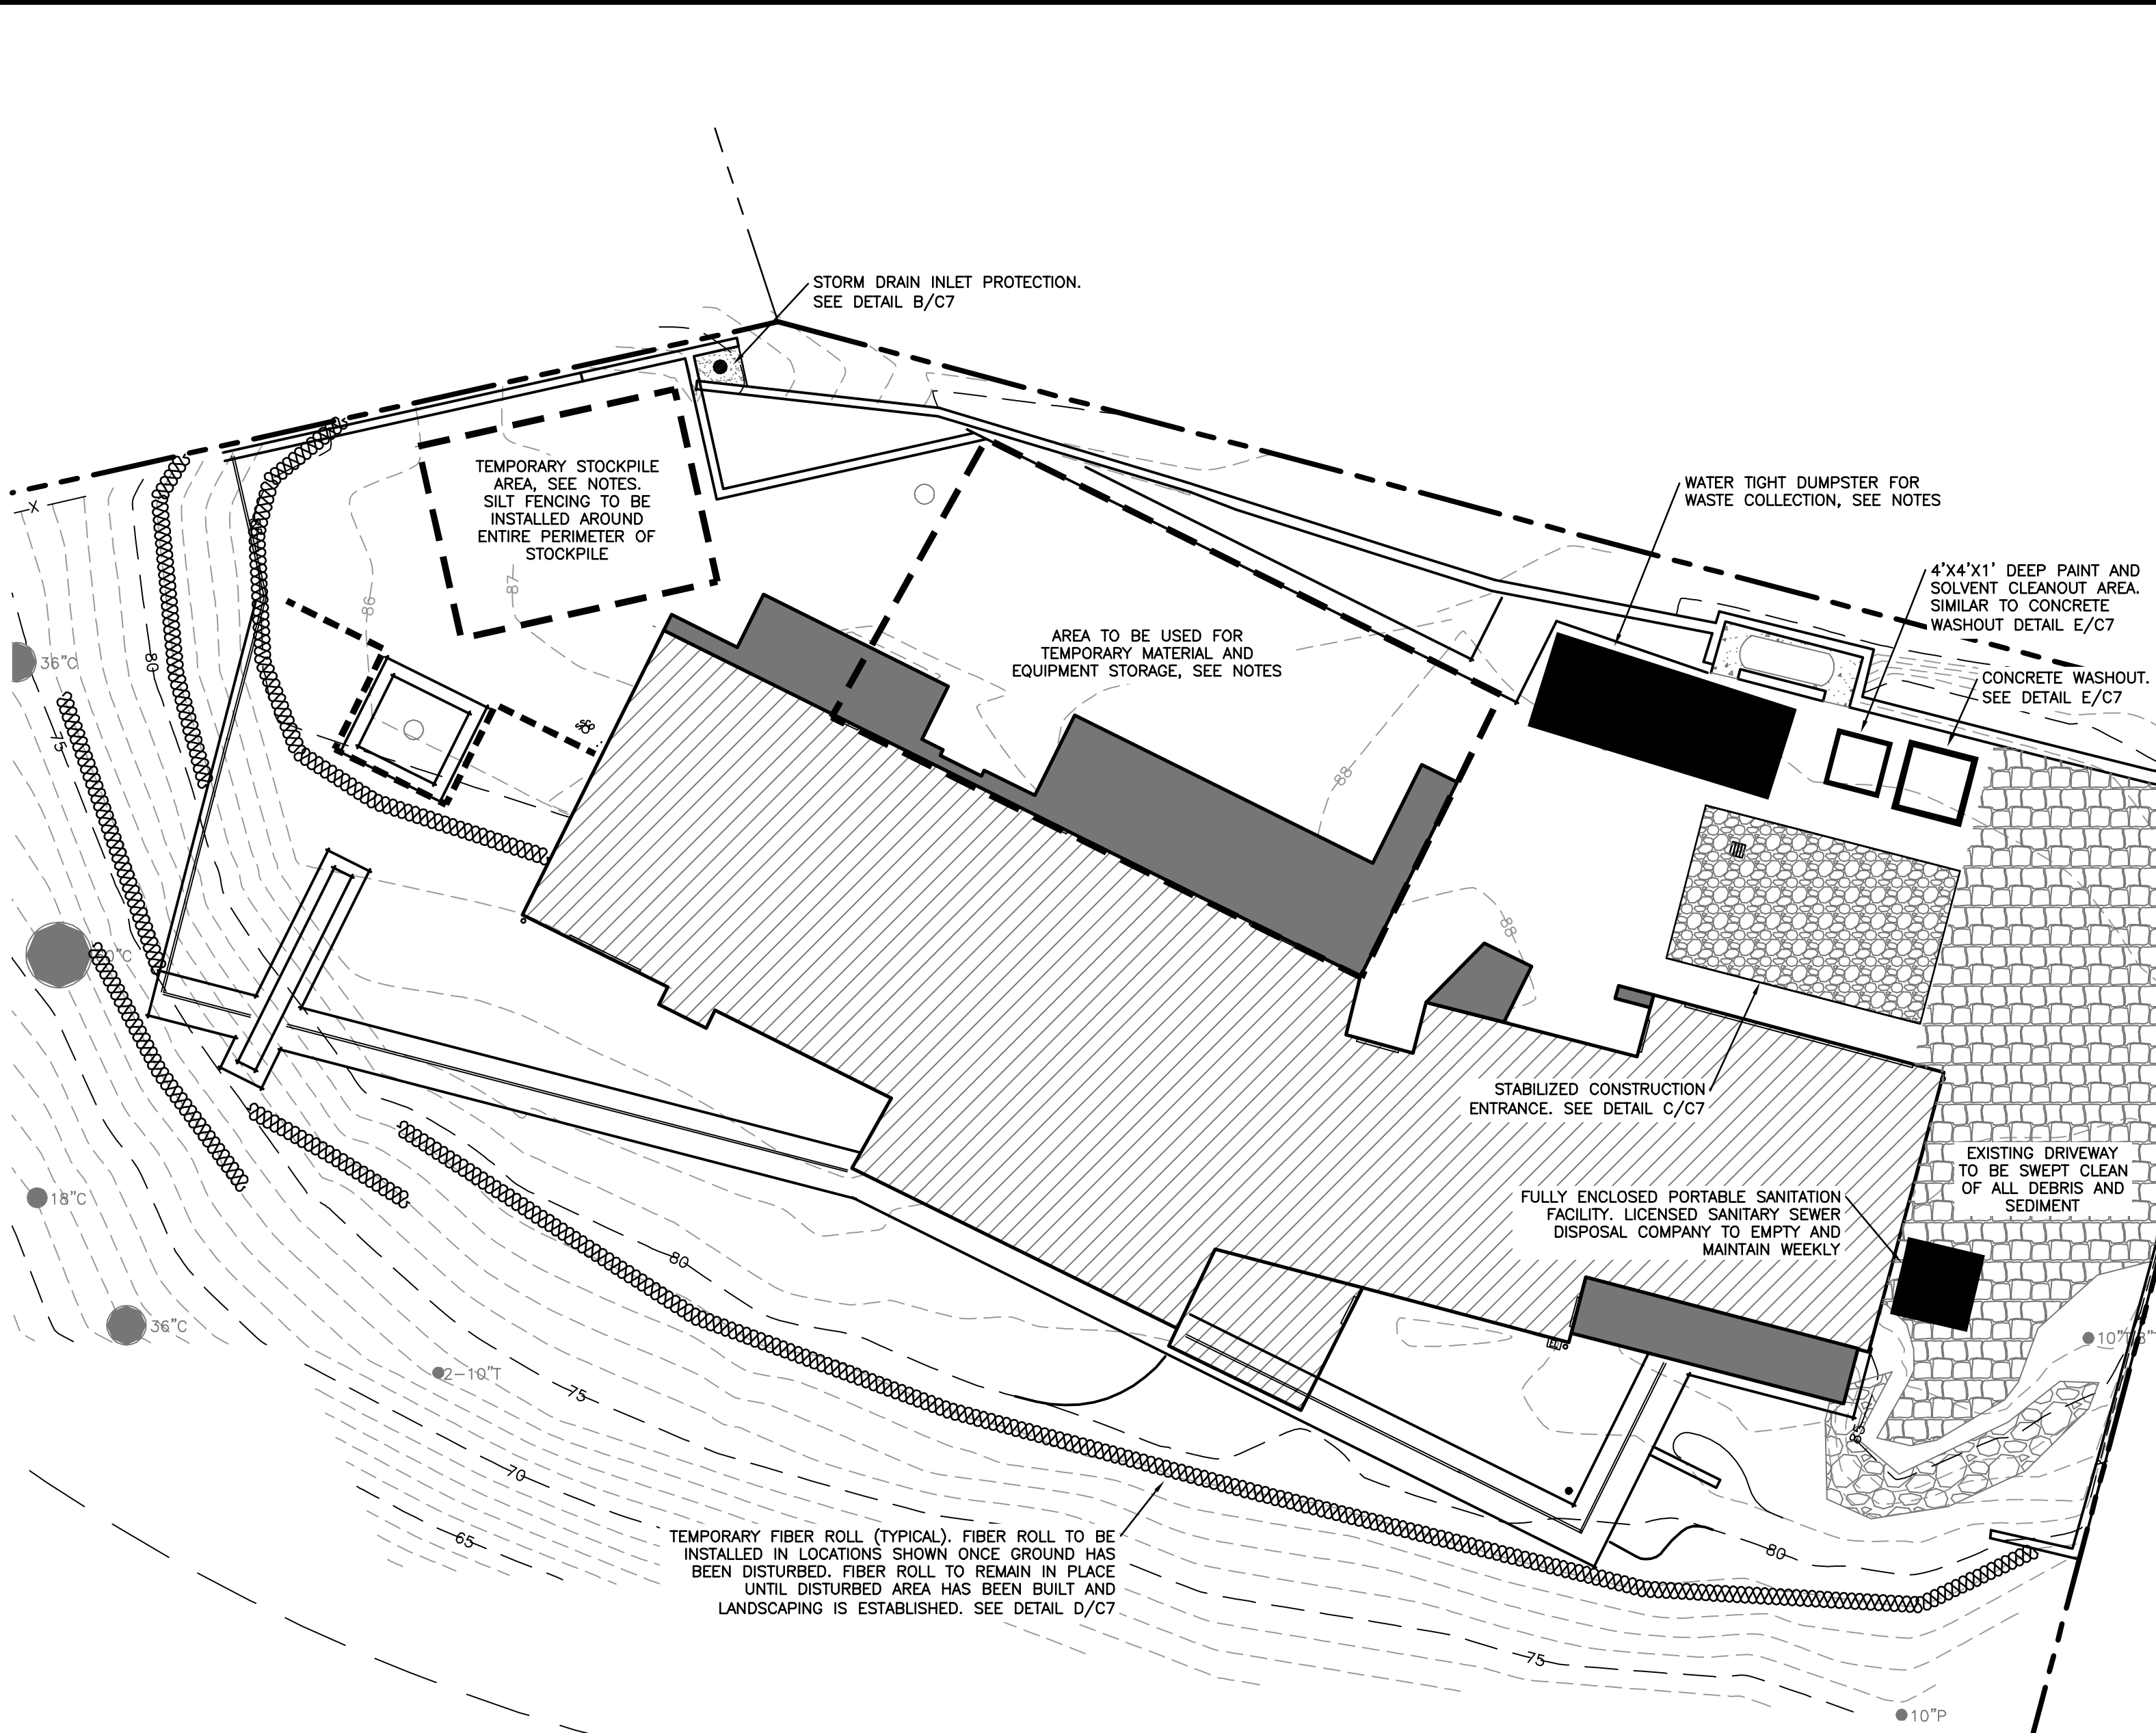 STORM DRAIN INLET PROTECTION.
SEE DETAIL B/C7
TEMPORARY STOCKPILE
AREA, SEE NOTES.
SILT FENCING TO BE
INSTALLED AROUND
ENTIRE PERIMETER OF
STOCKPILE
WATER TIGHT DUMPSTER FOR
WASTE COLLECTION, SEE NOTES
4'X4'X1' DEEP PAINT AND
SOLVENT CLEANOUT AREA.
SIMILAR TO CONCRETE
WASHOUT DETAIL E/C7
CONCRETE WASHOUT.
SEE DETAIL E/C7
AREA TO BE USED FOR
TEMPORARY MATERIAL AND
EQUIPMENT STORAGE, SEE NOTES
X
86
87
80
36"C
75
88
88
STABILIZED CONSTRUCTION
ENTRANCE. SEE DETAIL C/C7
EXISTING DRIVEWAY
TO BE SWEPT CLEAN
OF ALL DEBRIS AND
SEDIMENT
FULLY ENCLOSED PORTABLE SANITATION
FACILITY. LICENSED SANITARY SEWER
DISPOSAL COMPANY TO EMPTY AND
MAINTAIN WEEKLY
18"C
80
36"C
10"T
2-10"T
75
85
70
65
TEMPORARY FIBER ROLL (TYPICAL). FIBER ROLL TO BE
INSTALLED IN LOCATIONS SHOWN ONCE GROUND HAS
BEEN DISTURBED. FIBER ROLL TO REMAIN IN PLACE
UNTIL DISTURBED AREA HAS BEEN BUILT AND
LANDSCAPING IS ESTABLISHED. SEE DETAIL D/C7
80
75
10"P